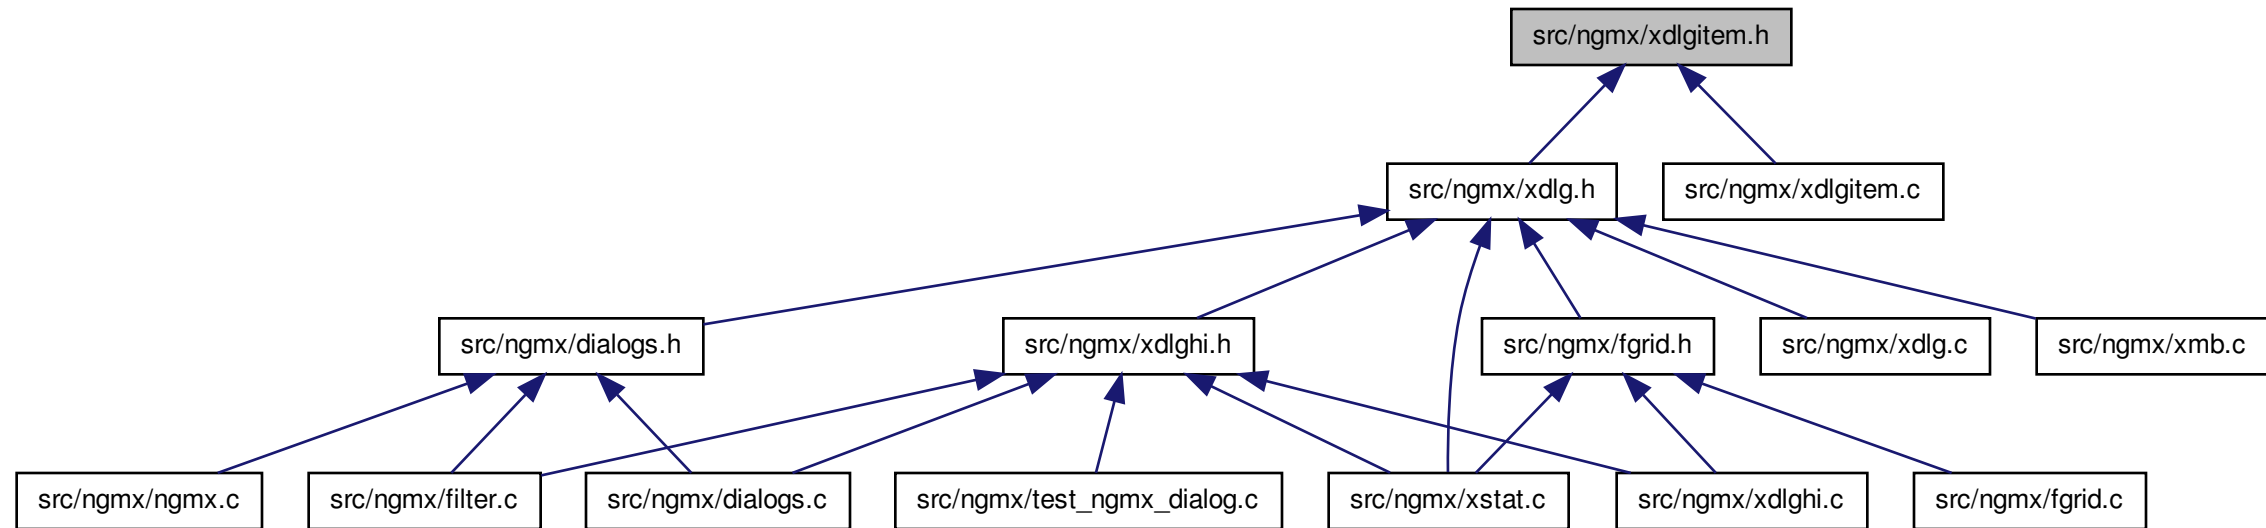 src/ngmx/xdlgitem.h
src/ngmx/xdlg.h
src/ngmx/xdlgitem.c
src/ngmx/dialogs.h
src/ngmx/xdlghi.h
src/ngmx/fgrid.h
src/ngmx/xdlg.c
src/ngmx/xmb.c
src/ngmx/ngmx.c
src/ngmx/filter.c
src/ngmx/dialogs.c
src/ngmx/test_ngmx_dialog.c
src/ngmx/xstat.c
src/ngmx/xdlghi.c
src/ngmx/fgrid.c